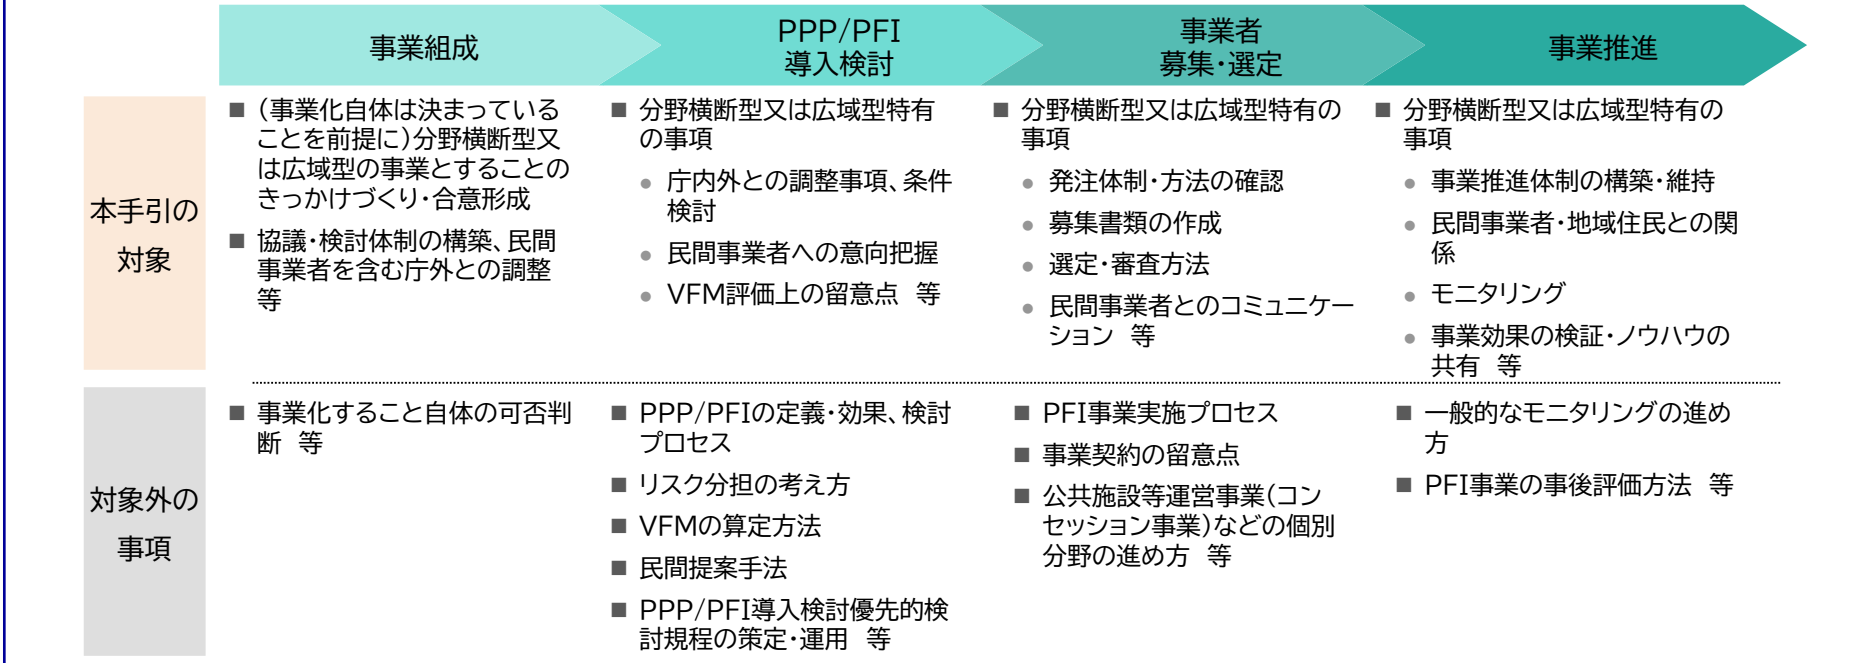 事業組成
PPP/PFI
導入検討
事業者
募集・選定
事業推進
本手引の
対象
■ （事業化自体は決まっている
ことを前提に）分野横断型又
は広域型の事業とすることの
きっかけづくり・合意形成
■ 協議・検討体制の構築、民間
事業者を含む庁外との調整
等
■ 分野横断型又は広域型特有
の事項
● 庁内外との調整事項、条件
検討
● 民間事業者への意向把握
● VFM評価上の留意点　等
■ 分野横断型又は広域型特有の
事項
● 発注体制・方法の確認
● 募集書類の作成
● 選定・審査方法
● 民間事業者とのコミュニケー
ション　等
■ 分野横断型又は広域型特有の
事項
● 事業推進体制の構築・維持
● 民間事業者・地域住民との関
係
● モニタリング
● 事業効果の検証・ノウハウの
共有　等
対象外の
事項
■ 事業化すること自体の可否判
断　等
■ PPP/PFIの定義・効果、検討
プロセス
■ リスク分担の考え方
■ VFMの算定方法
■ 民間提案手法
■ PPP/PFI導入検討優先的検
討規程の策定・運用　等
■ PFI事業実施プロセス
■ 事業契約の留意点
■ 公共施設等運営事業（コン
セッション事業）などの個別
分野の進め方　等
■ 一般的なモニタリングの進め
方
■ PFI事業の事後評価方法　等